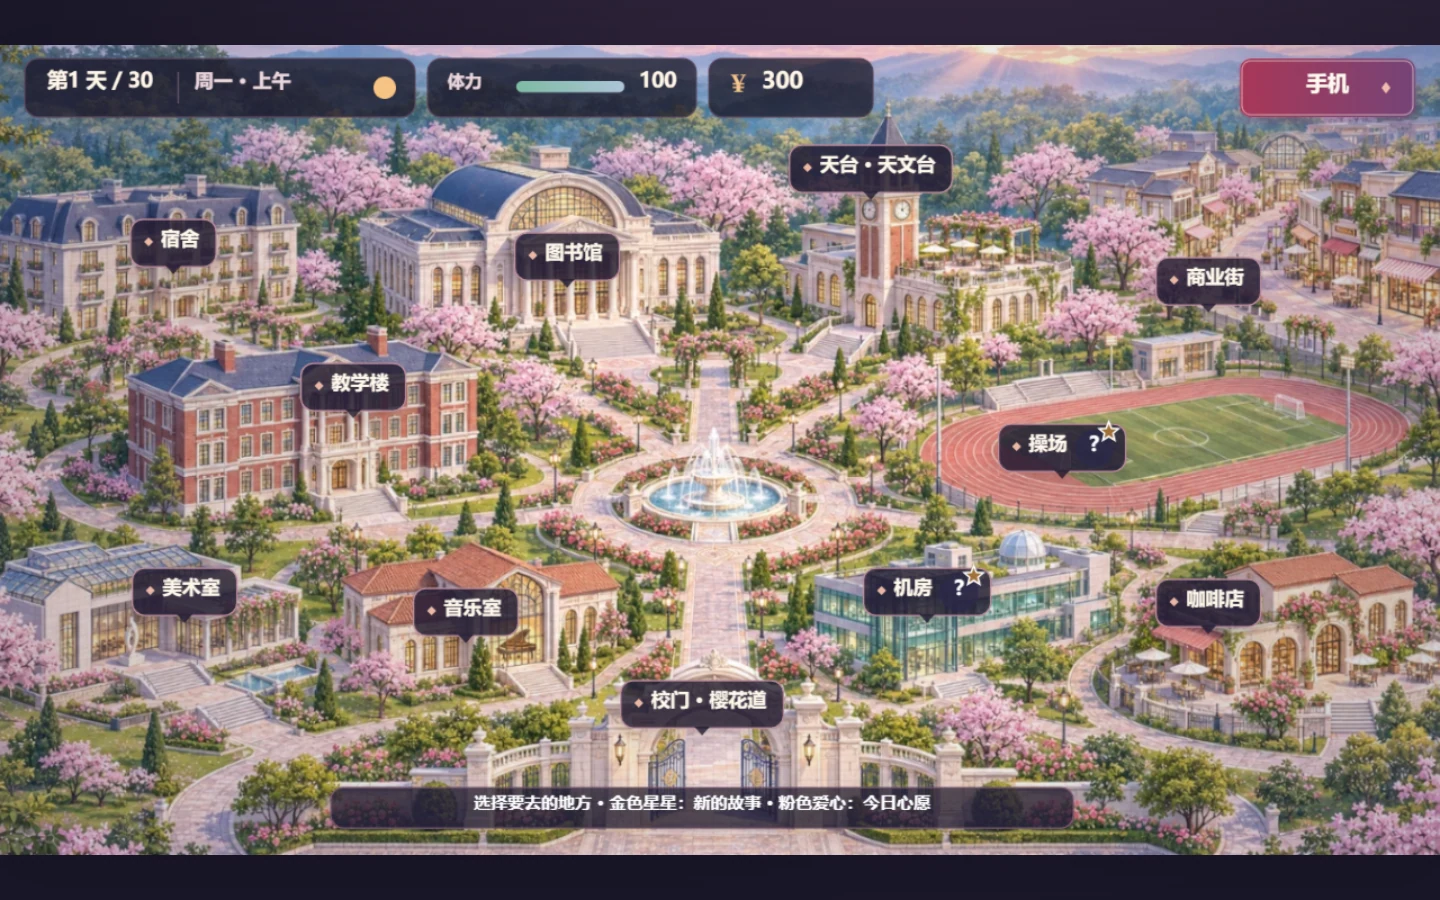 第1 天 / 30 周一・上午
体力 100
¥ 300
手机
天台・天文台
宿舍
图书馆
商业街
教学楼
操场 ?
美术室
音乐室
机房 ?
咖啡店
校门・樱花道
选择要去的地方・金色星星：新的故事・粉色爱心：今日心愿